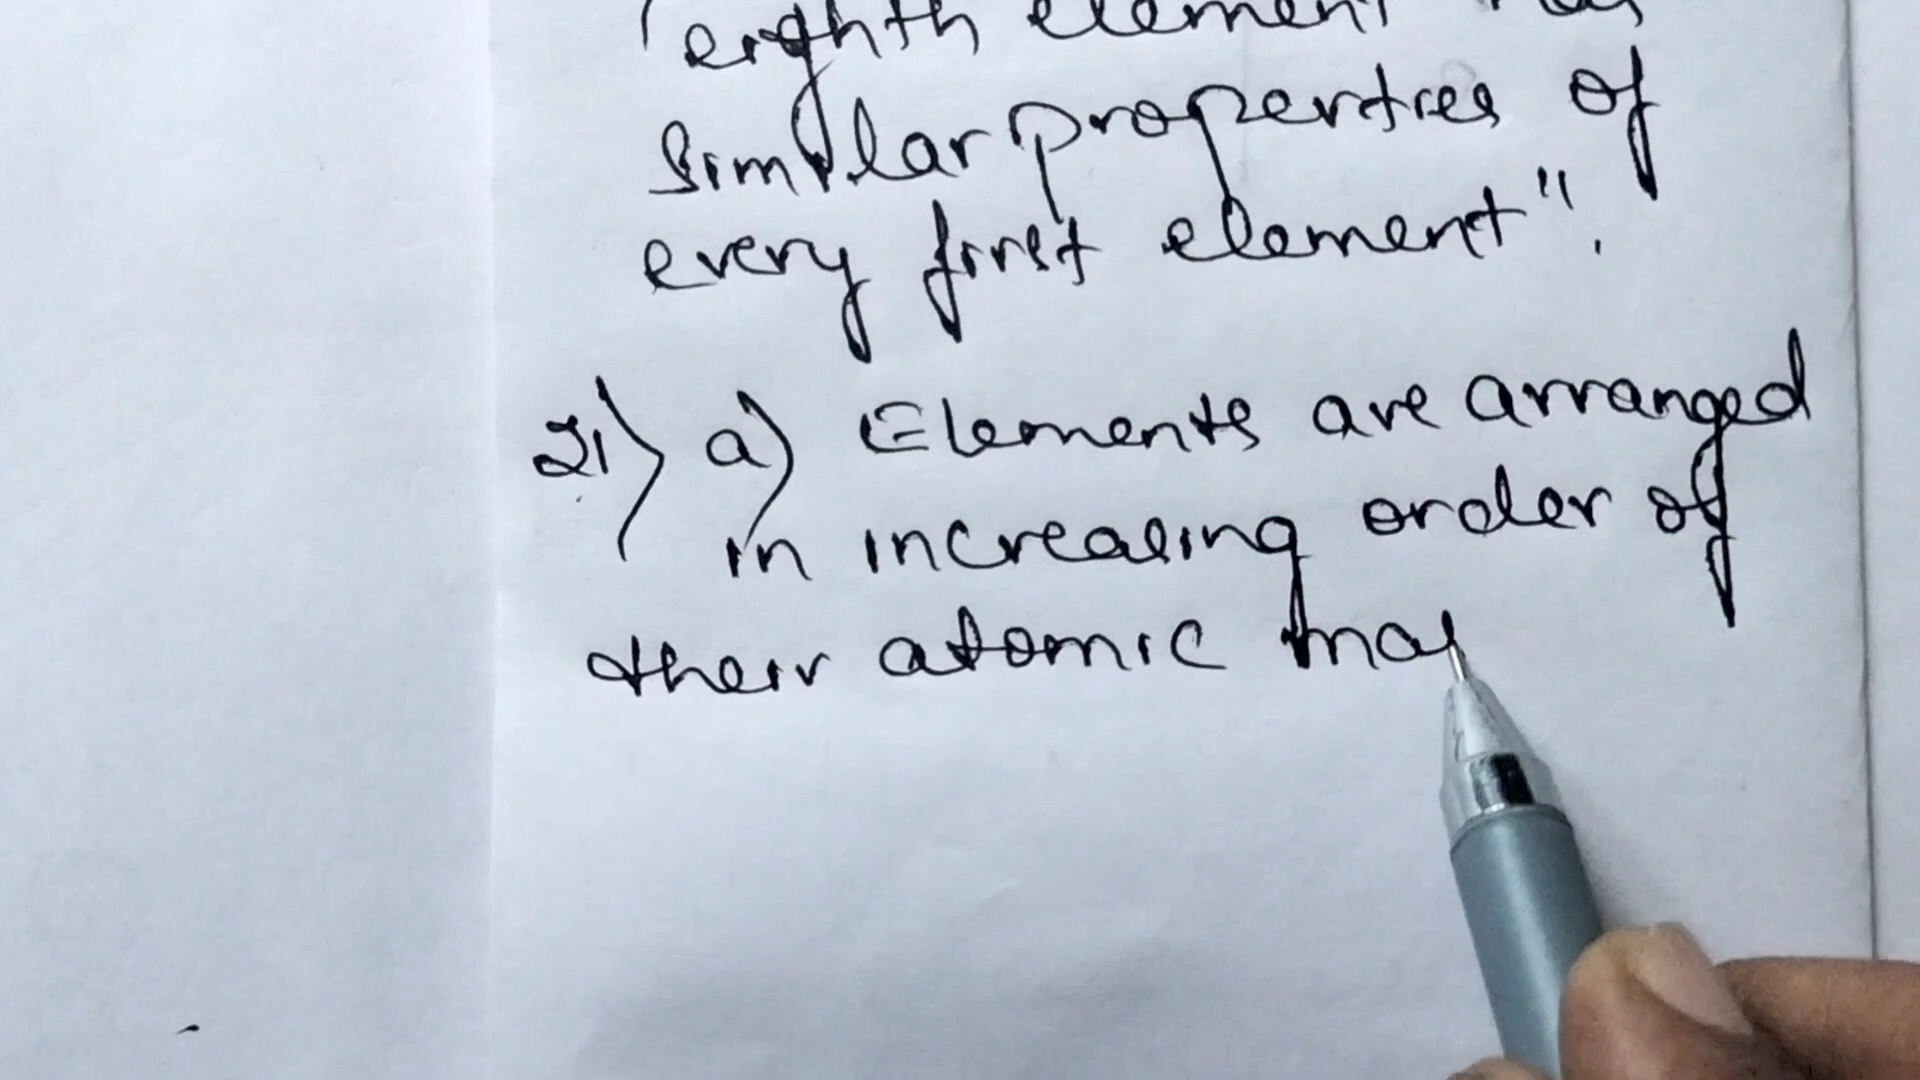 eighth element has
similar properties of
every first element".
21) a) Elements are arranged
in increasing order of
their atomic mas